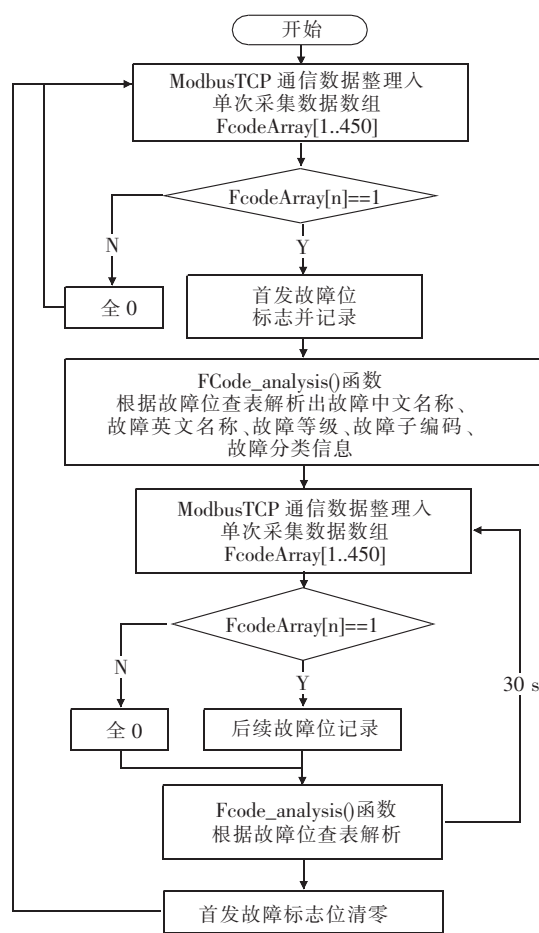 开始
ModbusTCP 通信数据整理入
单次采集数据数组
FcodeArray[1..450]
FcodeArray[n]==1
N
Y
全 0
首发故障位
标志并记录
FCode_analysis()函数
根据故障位查表解析出故障中文名称、
故障英文名称、故障等级、故障子编码、
故障分类信息
ModbusTCP 通信数据整理入
单次采集数据数组
FcodeArray[1..450]
FcodeArray[n]==1
N
Y
30 s
全 0
后续故障位记录
Fcode_analysis()函数
根据故障位查表解析
首发故障标志位清零